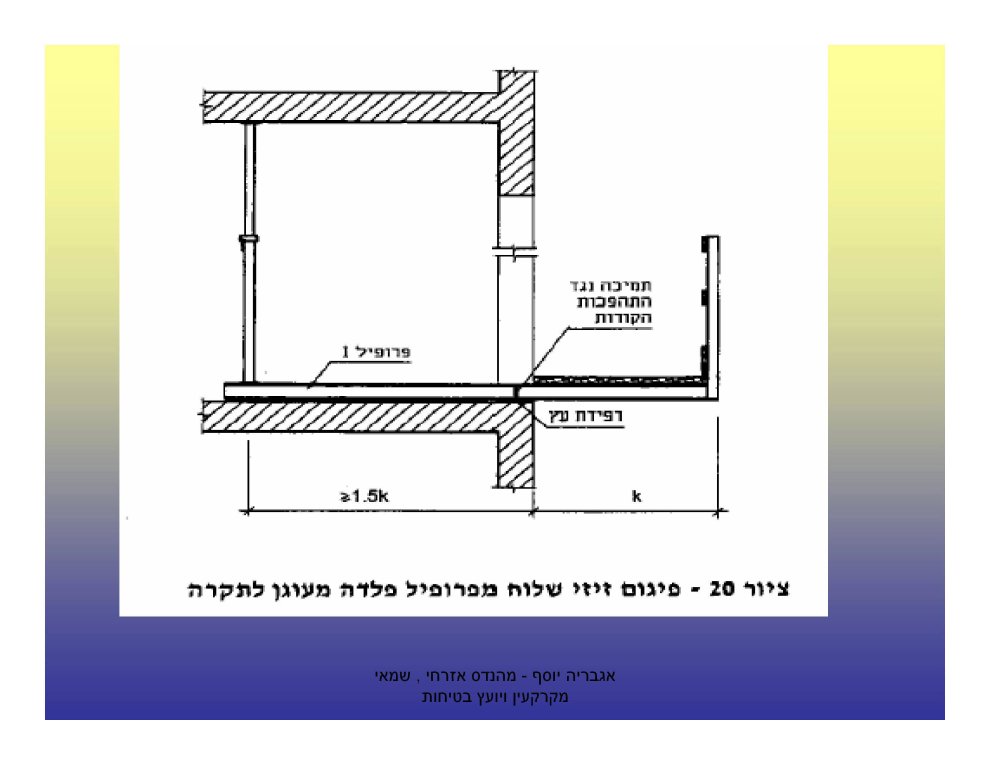 תמיכה נגד
התהפכות
הקורות
פרופיל I
רפידת עץ
≥1.5k
k
ציור 20 - פיגום זיזי שלוח מפרופיל פלדה מעוגן לתקרה
אגבריה יוסף - מהנדס אזרחי , שמאי
מקרקעין ויועץ בטיחות